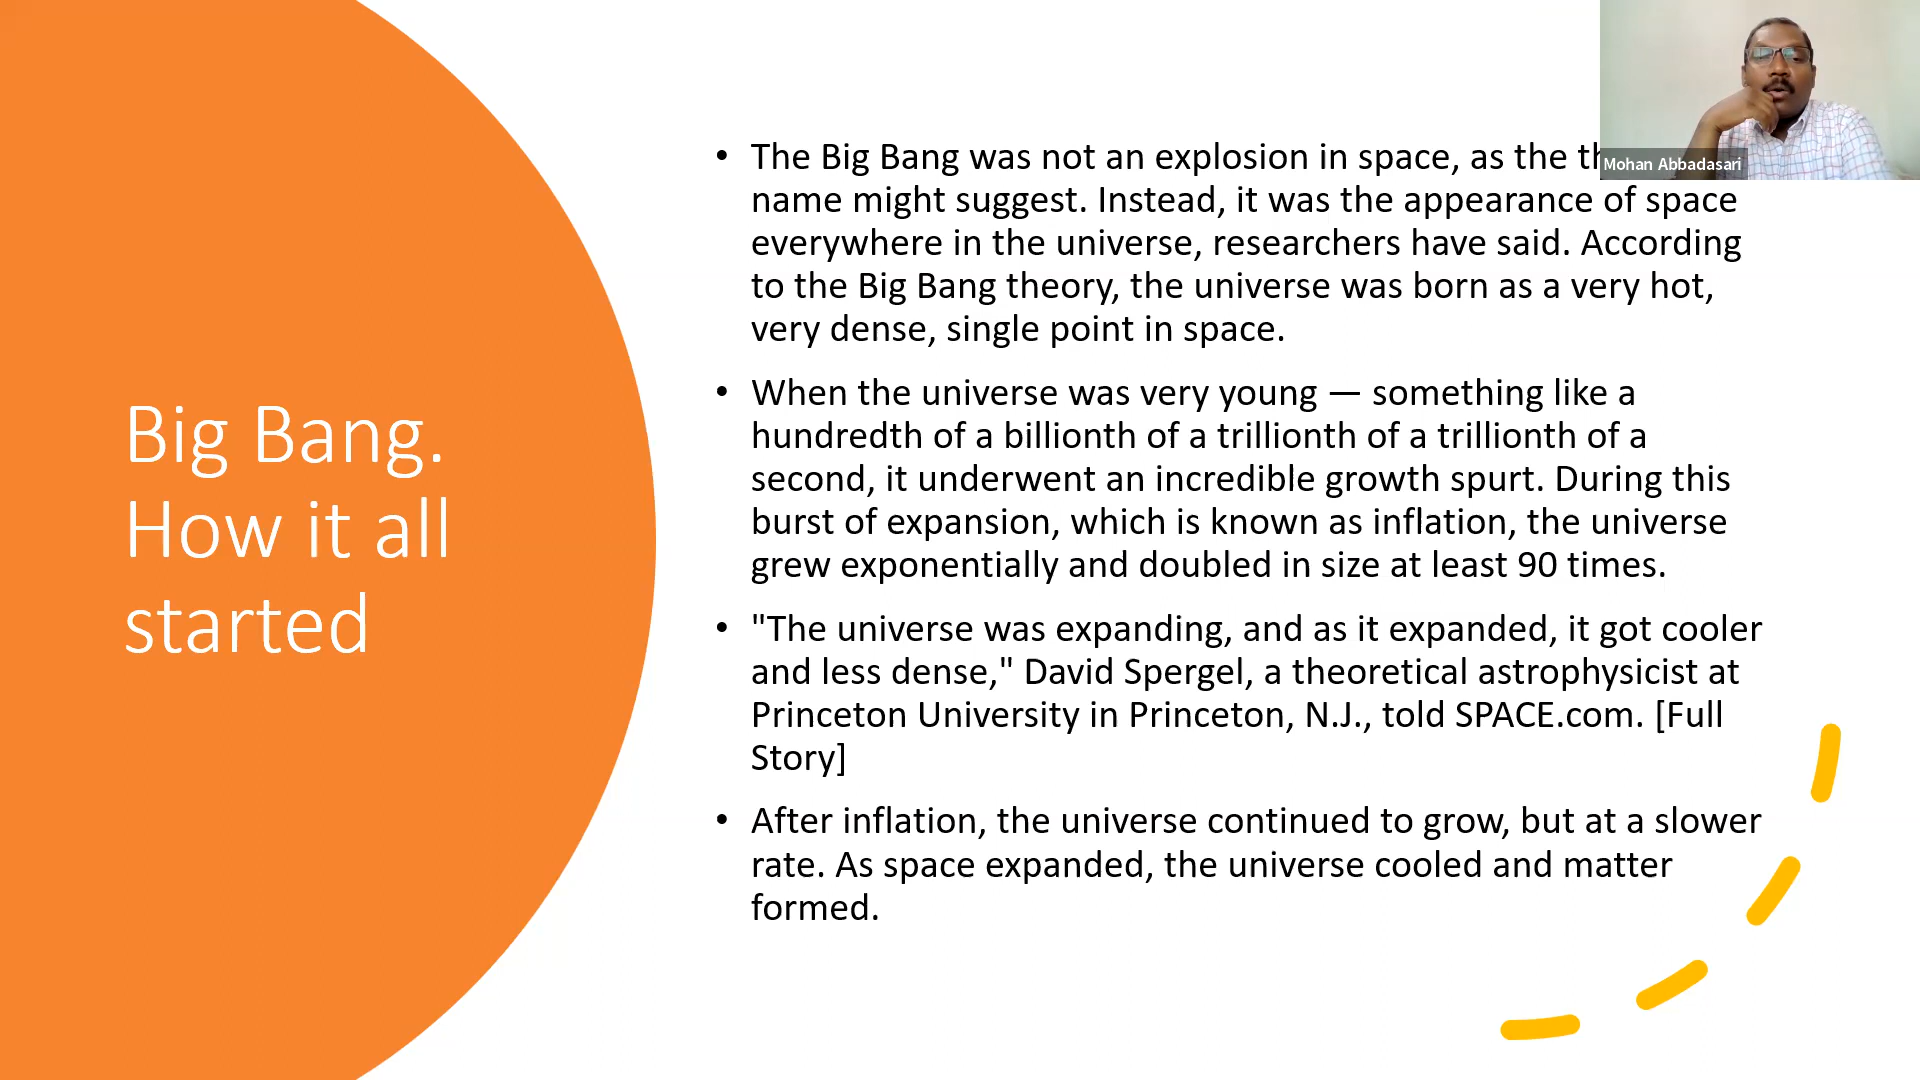 Big Bang.
How it all
started
• The Big Bang was not an explosion in space, as the
name might suggest. Instead, it was the appearance of space
everywhere in the universe, researchers have said. According
to the Big Bang theory, the universe was born as a very hot,
very dense, single point in space.
• When the universe was very young — something like a
hundredth of a billionth of a trillionth of a trillionth of a
second, it underwent an incredible growth spurt. During this
burst of expansion, which is known as inflation, the universe
grew exponentially and doubled in size at least 90 times.
• "The universe was expanding, and as it expanded, it got cooler
and less dense," David Spergel, a theoretical astrophysicist at
Princeton University in Princeton, N.J., told SPACE.com. [Full
Story]
• After inflation, the universe continued to grow, but at a slower
rate. As space expanded, the universe cooled and matter
formed.
Mohan Abbadasari